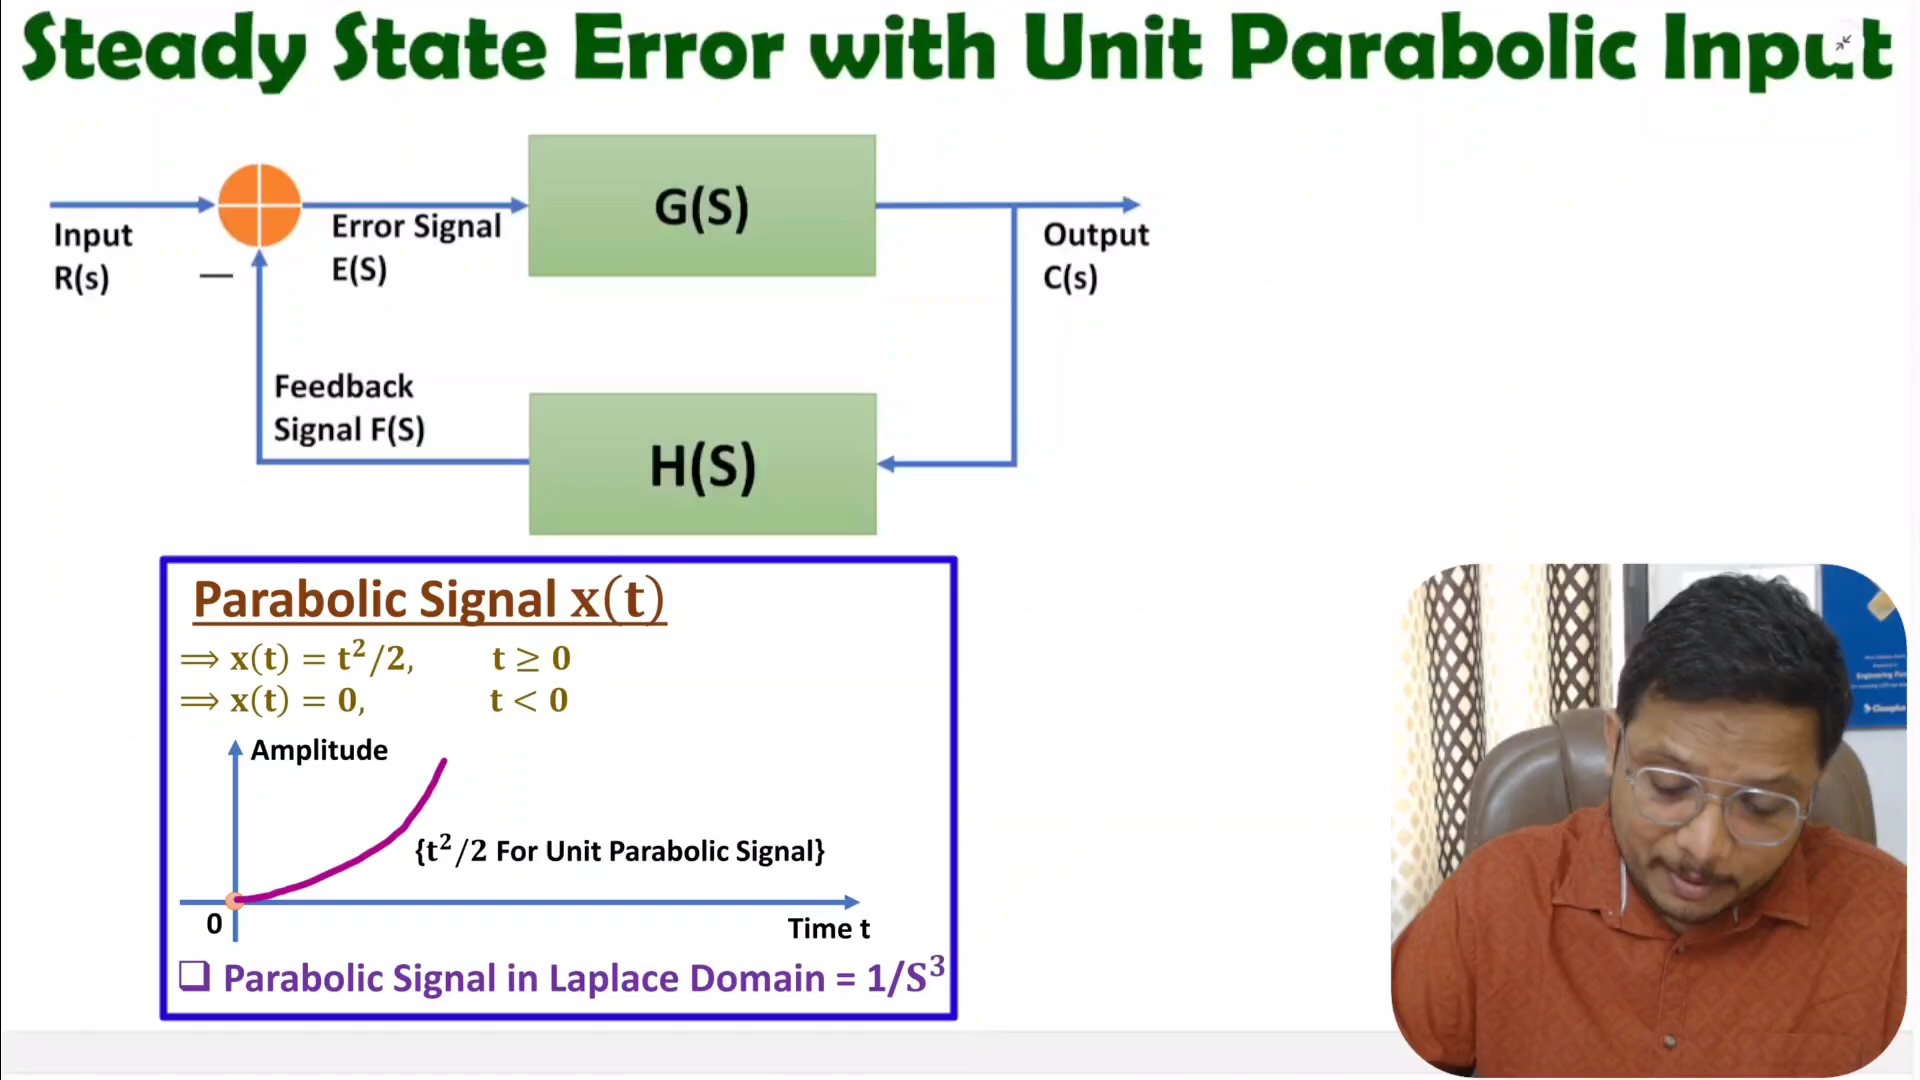 Steady State Error with Unit Parabolic Input
Input
R(s)
—
Error Signal
E(S)
G(S)
Output
C(s)
Feedback
Signal F(S)
H(S)
Parabolic Signal x(t)
⟹ x(t) = t²/2, t ≥ 0
⟹ x(t) = 0, t < 0
Amplitude
{t²/2 For Unit Parabolic Signal}
0
Time t
❑ Parabolic Signal in Laplace Domain = 1/S³